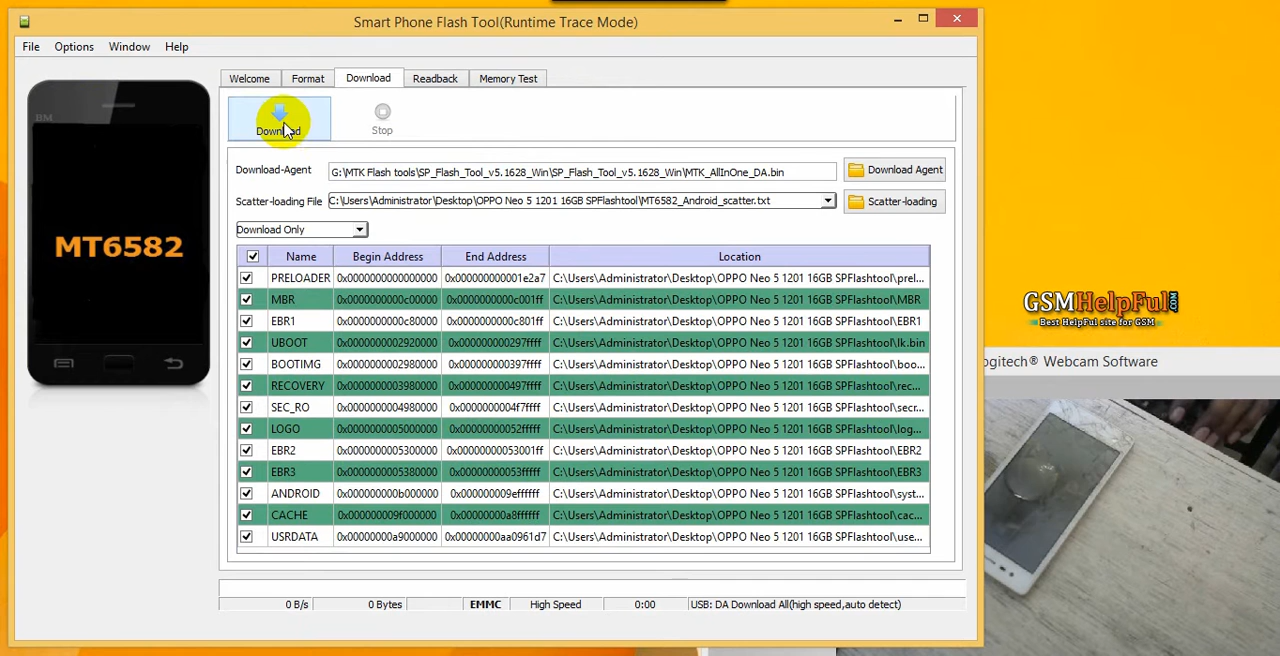 Smart Phone Flash Tool(Runtime Trace Mode)
File Options Window Help
Welcome Format Download Readback Memory Test
Download Stop
BM
MT6582
Download-Agent G:\MTK Flash tools\SP_Flash_Tool_v5.1628_Win\SP_Flash_Tool_v5.1628_Win\MTK_AllInOne_DA.bin Download Agent
Scatter-loading File C:\Users\Administrator\Desktop\OPPO Neo 5 1201 16GB SPFlashtool\MT6582_Android_scatter.txt Scatter-loading
Download Only
Name Begin Address End Address Location
PRELOADER 0x0000000000000000 0x000000000001e2a7 C:\Users\Administrator\Desktop\OPPO Neo 5 1201 16GB SPFlashtool\prel...
MBR 0x0000000000c00000 0x0000000000c001ff C:\Users\Administrator\Desktop\OPPO Neo 5 1201 16GB SPFlashtool\MBR
EBR1 0x0000000000c80000 0x0000000000c801ff C:\Users\Administrator\Desktop\OPPO Neo 5 1201 16GB SPFlashtool\EBR1
UBOOT 0x0000000002920000 0x000000000297ffff C:\Users\Administrator\Desktop\OPPO Neo 5 1201 16GB SPFlashtool\lk.bin
BOOTIMG 0x0000000002980000 0x000000000397ffff C:\Users\Administrator\Desktop\OPPO Neo 5 1201 16GB SPFlashtool\boo...
RECOVERY 0x0000000003980000 0x000000000497ffff C:\Users\Administrator\Desktop\OPPO Neo 5 1201 16GB SPFlashtool\rec...
SEC_RO 0x0000000004980000 0x0000000004f7ffff C:\Users\Administrator\Desktop\OPPO Neo 5 1201 16GB SPFlashtool\secr...
LOGO 0x0000000005000000 0x00000000052fffff C:\Users\Administrator\Desktop\OPPO Neo 5 1201 16GB SPFlashtool\log...
EBR2 0x0000000005300000 0x00000000053001ff C:\Users\Administrator\Desktop\OPPO Neo 5 1201 16GB SPFlashtool\EBR2
EBR3 0x0000000005380000 0x00000000053fffff C:\Users\Administrator\Desktop\OPPO Neo 5 1201 16GB SPFlashtool\EBR3
ANDROID 0x000000000b000000 0x000000009effffff C:\Users\Administrator\Desktop\OPPO Neo 5 1201 16GB SPFlashtool\syst...
CACHE 0x000000009f000000 0x00000000a8ffffff C:\Users\Administrator\Desktop\OPPO Neo 5 1201 16GB SPFlashtool\cac...
USRDATA 0x00000000a9000000 0x00000000aa0961d7 C:\Users\Administrator\Desktop\OPPO Neo 5 1201 16GB SPFlashtool\use...
0 B/s 0 Bytes EMMC High Speed 0:00 USB: DA Download All(high speed,auto detect)
GSMHelpFul.COM
Best HelpFul site for GSM
ogitech® Webcam Software